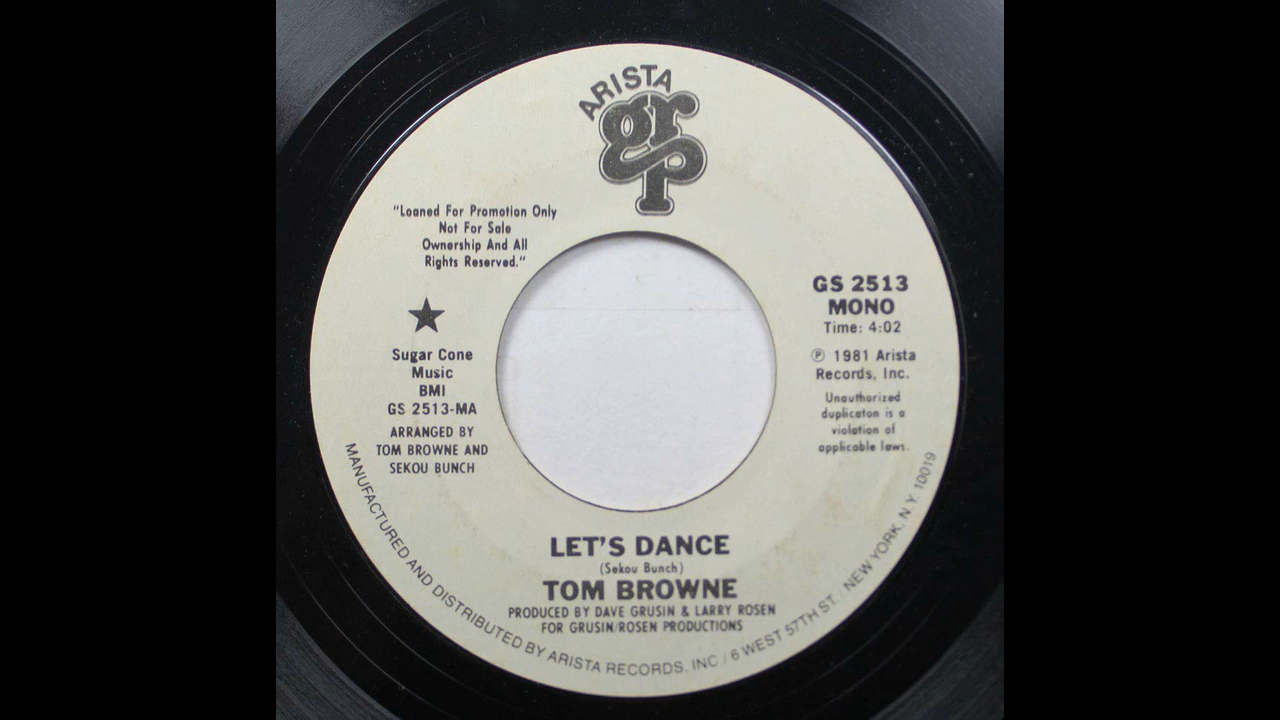 ARISTA
grp
"Loaned For Promotion Only
Not For Sale
Ownership And All
Rights Reserved."
Sugar Cone
Music
BMI
GS 2513-MA
ARRANGED BY
TOM BROWNE AND
SEKOU BUNCH
GS 2513
MONO
Time: 4:02
℗ 1981 Arista
Records, Inc.
Unauthorized
duplicaton is a
violation of
applicable laws.
LET'S DANCE
(Sekou Bunch)
TOM BROWNE
PRODUCED BY DAVE GRUSIN & LARRY ROSEN
FOR GRUSIN/ROSEN PRODUCTIONS
MANUFACTURED AND DISTRIBUTED BY ARISTA RECORDS, INC / 6 WEST 57TH ST. / NEW YORK, N.Y. 10019